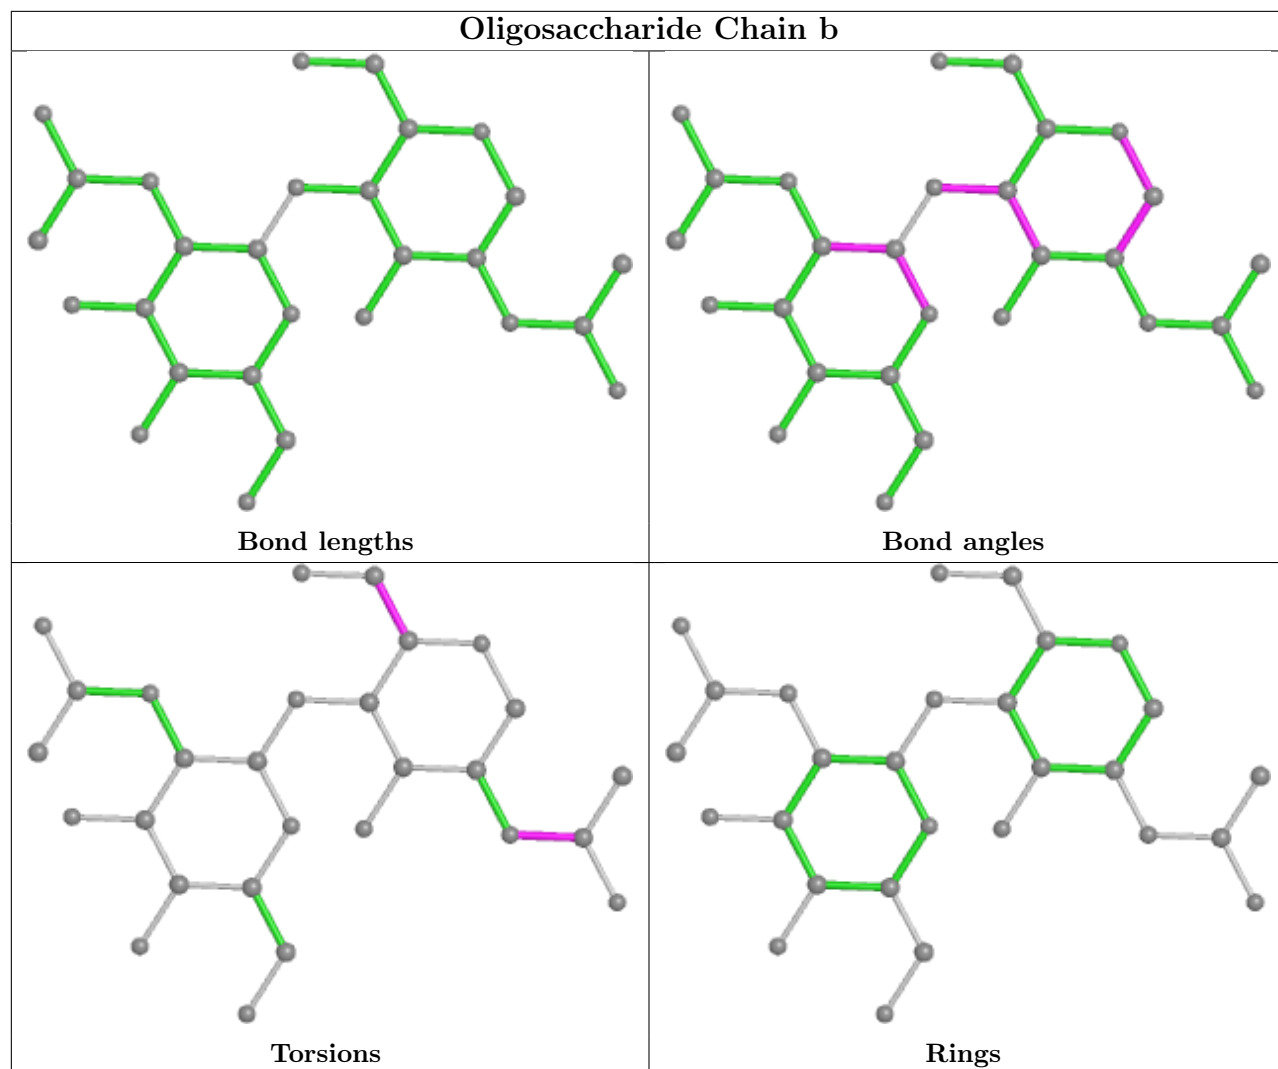 Oligosaccharide Chain b
Bond lengths
Bond angles
Torsions
Rings